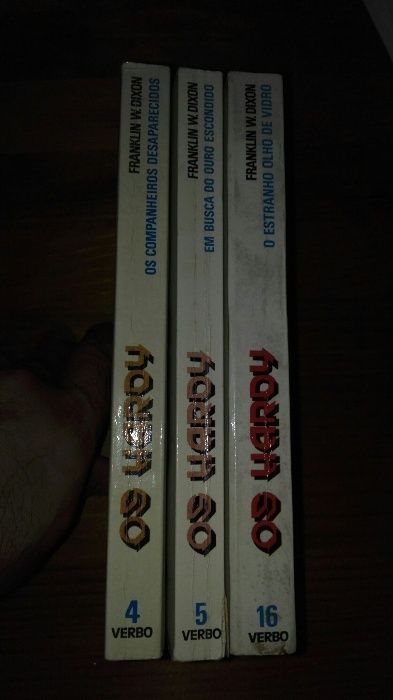 FRANKLIN W. DIXON
OS COMPANHEIROS DESAPARECIDOS
OS HARDY
4
VERBO
FRANKLIN W. DIXON
EM BUSCA DO OURO ESCONDIDO
OS HARDY
5
VERBO
FRANKLIN W. DIXON
O ESTRANHO OLHO DE VIDRO
OS HARDY
16
VERBO